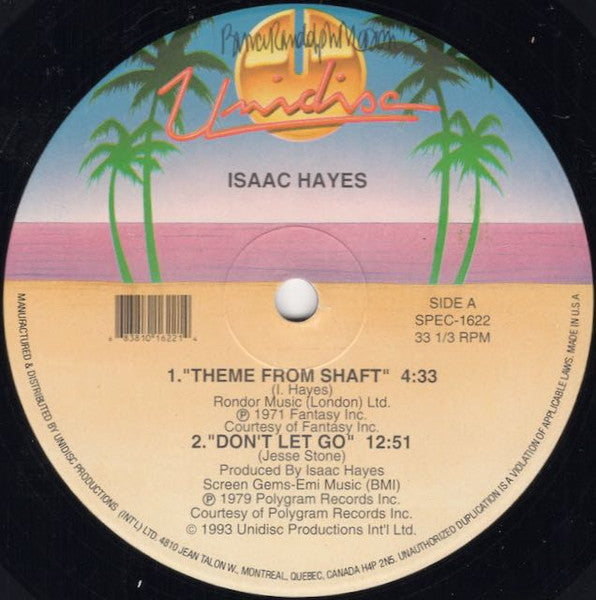 Unidisc
ISAAC HAYES
SIDE A
SPEC-1622
33 1/3 RPM
6 83810 16221 4
1."THEME FROM SHAFT" 4:33
(I. Hayes)
Rondor Music (London) Ltd.
℗ 1971 Fantasy Inc.
Courtesy of Fantasy Inc.
2."DON'T LET GO" 12:51
(Jesse Stone)
Produced By Isaac Hayes
Screen Gems-Emi Music (BMI)
℗ 1979 Polygram Records Inc.
Courtesy of Polygram Records Inc.
© 1993 Unidisc Productions Int'l Ltd.
MANUFACTURED & DISTRIBUTED BY UNIDISC PRODUCTIONS (INT'L) LTD. 4810 JEAN TALON W., MONTREAL, QUEBEC, CANADA H4P 2N5. UNAUTHORIZED DUPLICATION IS A VIOLATION OF APPLICABLE LAWS. MADE IN U.S.A